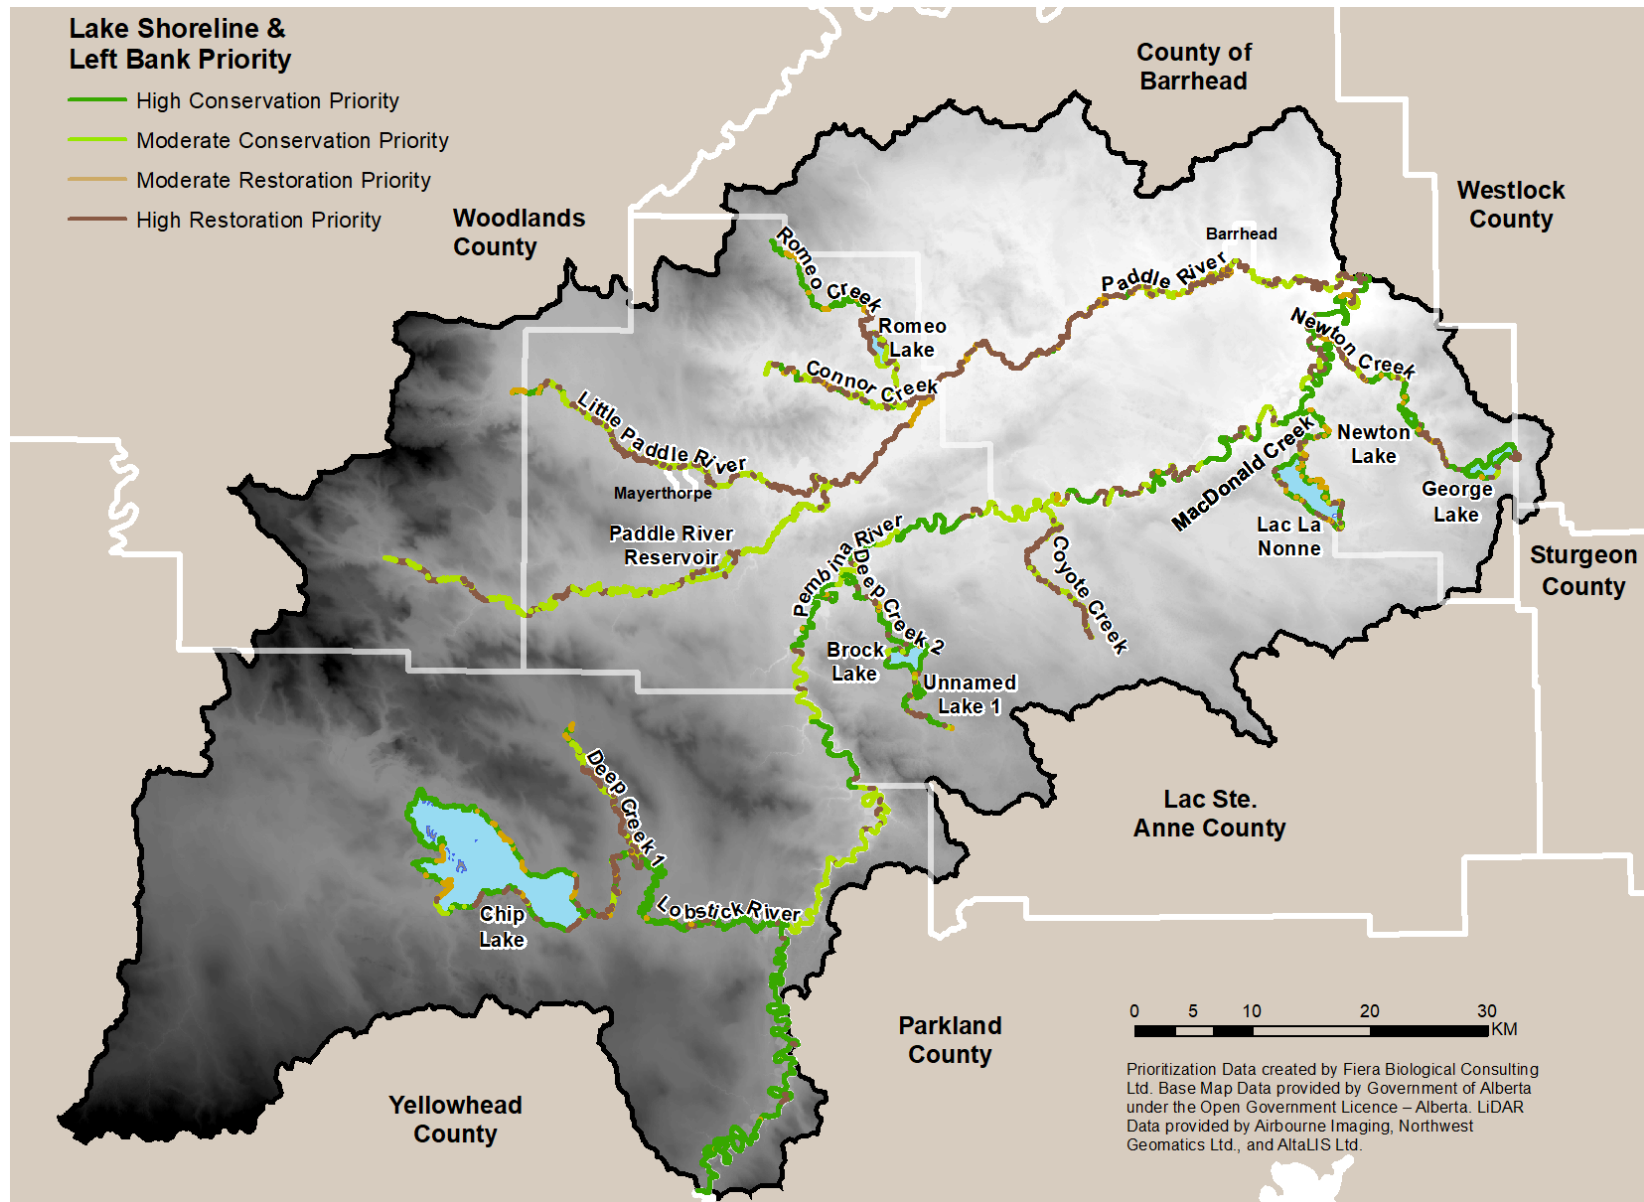 Lake Shoreline &
Left Bank Priority
High Conservation Priority
Moderate Conservation Priority
Moderate Restoration Priority
High Restoration Priority
County of
Barrhead
Woodlands
County
Westlock
County
Barrhead
Romeo Creek
Paddle River
Romeo
Lake
Newton Creek
Connor Creek
Little Paddle River
Mayerthorpe
Newton
Lake
MacDonald Creek
George
Lake
Lac La
Nonne
Paddle River
Reservoir
Pembina River
Deep Creek 2
Coyote Creek
Sturgeon
County
Brock
Lake
Unnamed
Lake 1
Deep Creek 1
Lac Ste.
Anne County
Chip
Lake
Lobstick River
Parkland
County
Yellowhead
County
0 5 10 20 30
KM
Prioritization Data created by Fiera Biological Consulting
Ltd. Base Map Data provided by Government of Alberta
under the Open Government Licence – Alberta. LiDAR
Data provided by Airbourne Imaging, Northwest
Geomatics Ltd., and AltaLIS Ltd.